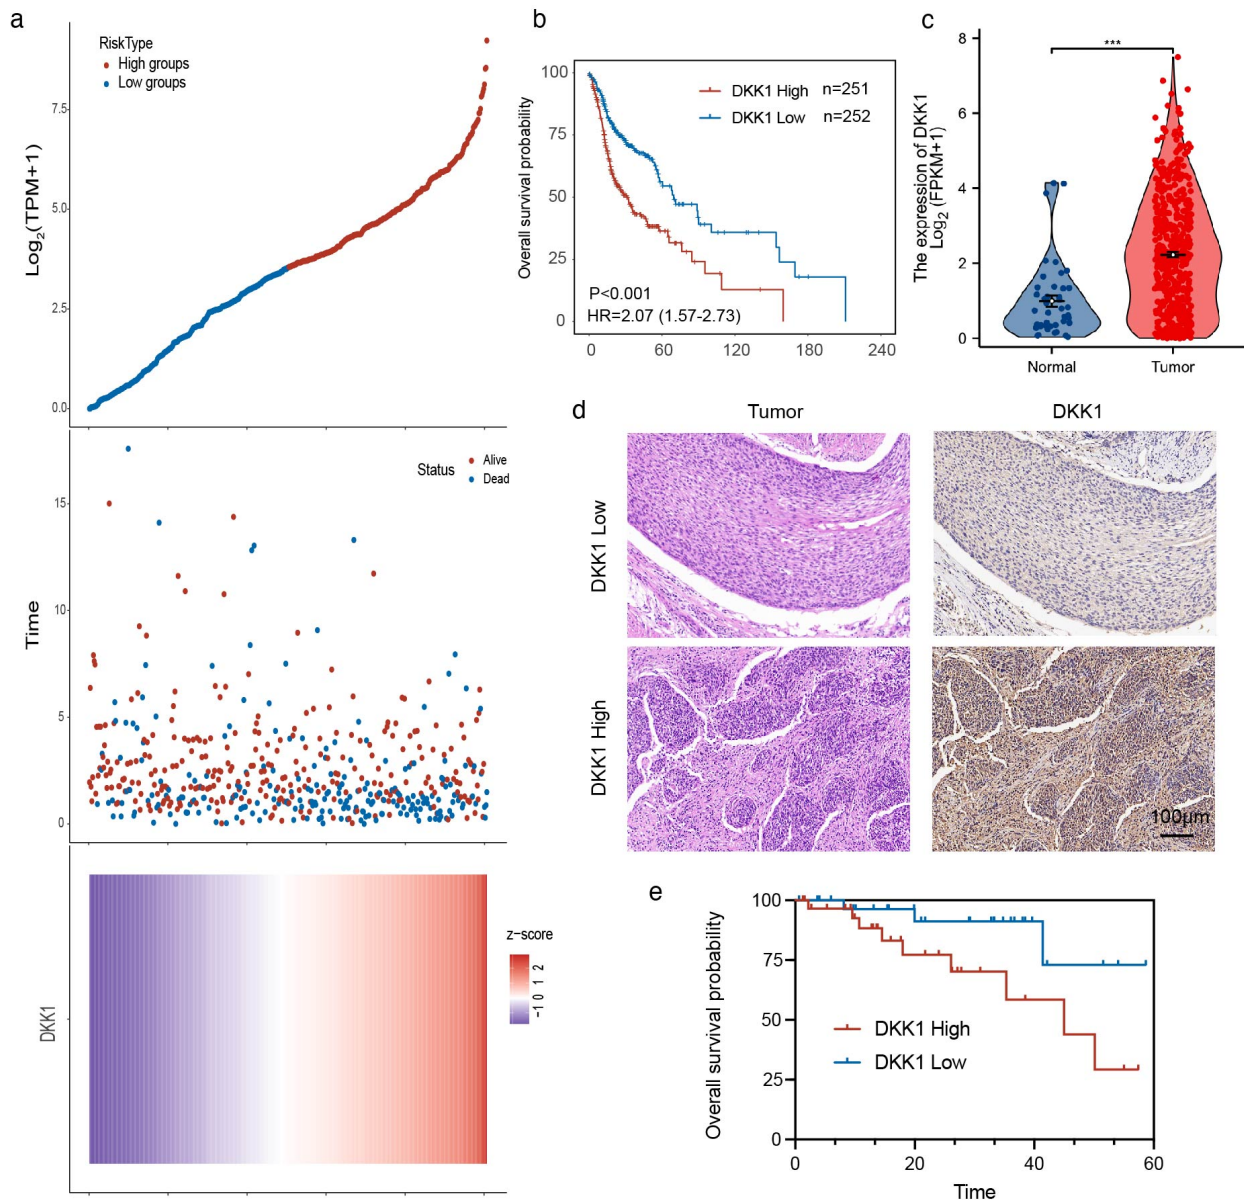 a
RiskType
High groups
Low groups
Log2(TPM+1)
7.5
5.0
2.5
0.0
Status
Alive
Dead
Time
15
10
5
0
DKK1
z-score
-1 0 1 2
b
Overall survival probability
100
75
50
25
0
DKK1 High n=251
DKK1 Low n=252
P<0.001
HR=2.07 (1.57-2.73)
0 60 120 180 240
c
The expression of DKK1
Log2 (FPKM+1)
8
6
4
2
0
***
Normal Tumor
d
Tumor DKK1
DKK1 Low
DKK1 High
100μm
e
Overall survival probability
100
75
50
25
0
DKK1 High
DKK1 Low
0 20 40 60
Time